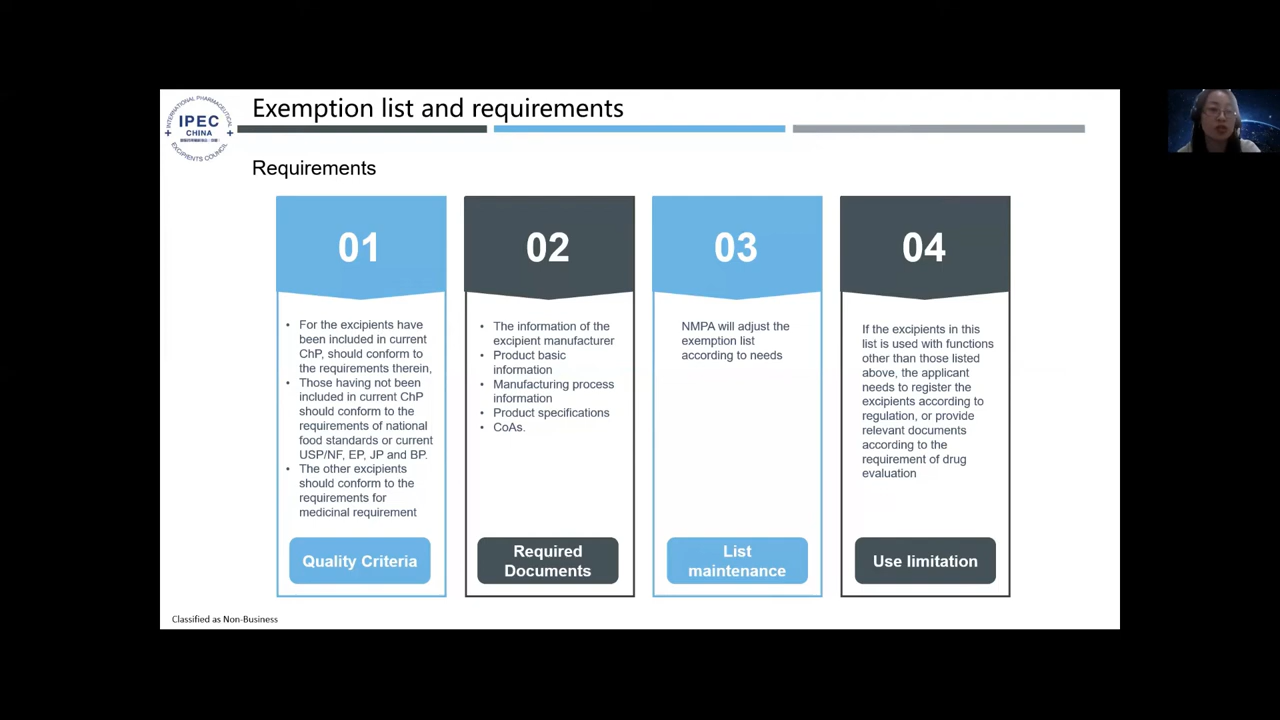 Exemption list and requirements
INTERNATIONAL PHARMACEUTICAL
IPEC
CHINA
EXCIPIENTS COUNCIL
Requirements
01
For the excipients have
been included in current
ChP, should conform to
the requirements therein,
Those having not been
included in current ChP
should conform to the
requirements of national
food standards or current
USP/NF, EP, JP and BP.
The other excipients
should conform to the
requirements for
medicinal requirement
Quality Criteria
02
The information of the
excipient manufacturer
Product basic
information
Manufacturing process
information
Product specifications
CoAs.
Required
Documents
03
NMPA will adjust the
exemption list
according to needs
List
maintenance
04
If the excipients in this
list is used with functions
other than those listed
above, the applicant
needs to register the
excipients according to
regulation, or provide
relevant documents
according to the
requirement of drug
evaluation
Use limitation
Classified as Non-Business